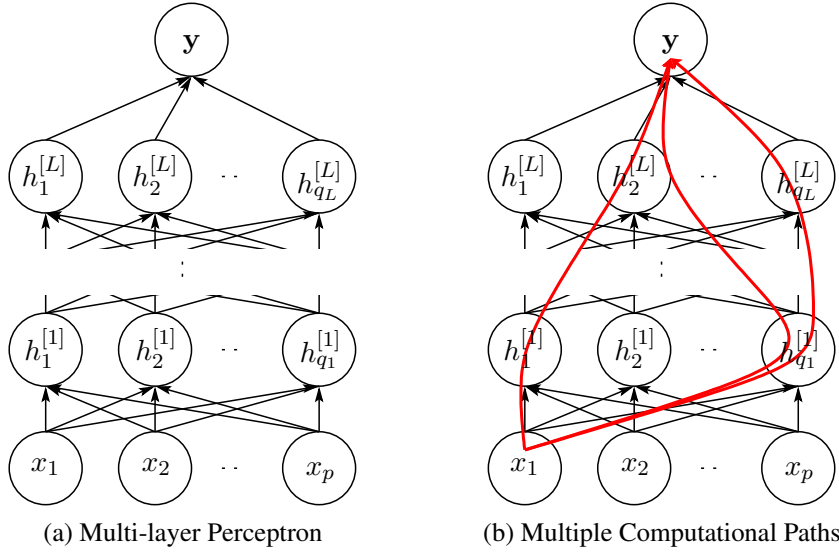 y y
h_1^{[L]} h_2^{[L]} · · h_{q_L}^{[L]} h_1^{[L]} h_2^{[L]} · · h_{q_L}^{[L]}
⋮ ⋮
h_1^{[1]} h_2^{[1]} · · h_{q_1}^{[1]} h_1^{[1]} h_2^{[1]} · · h_{q_1}^{[1]}
x_1 x_2 · · x_p x_1 x_2 · · x_p
(a) Multi-layer Perceptron (b) Multiple Computational Paths